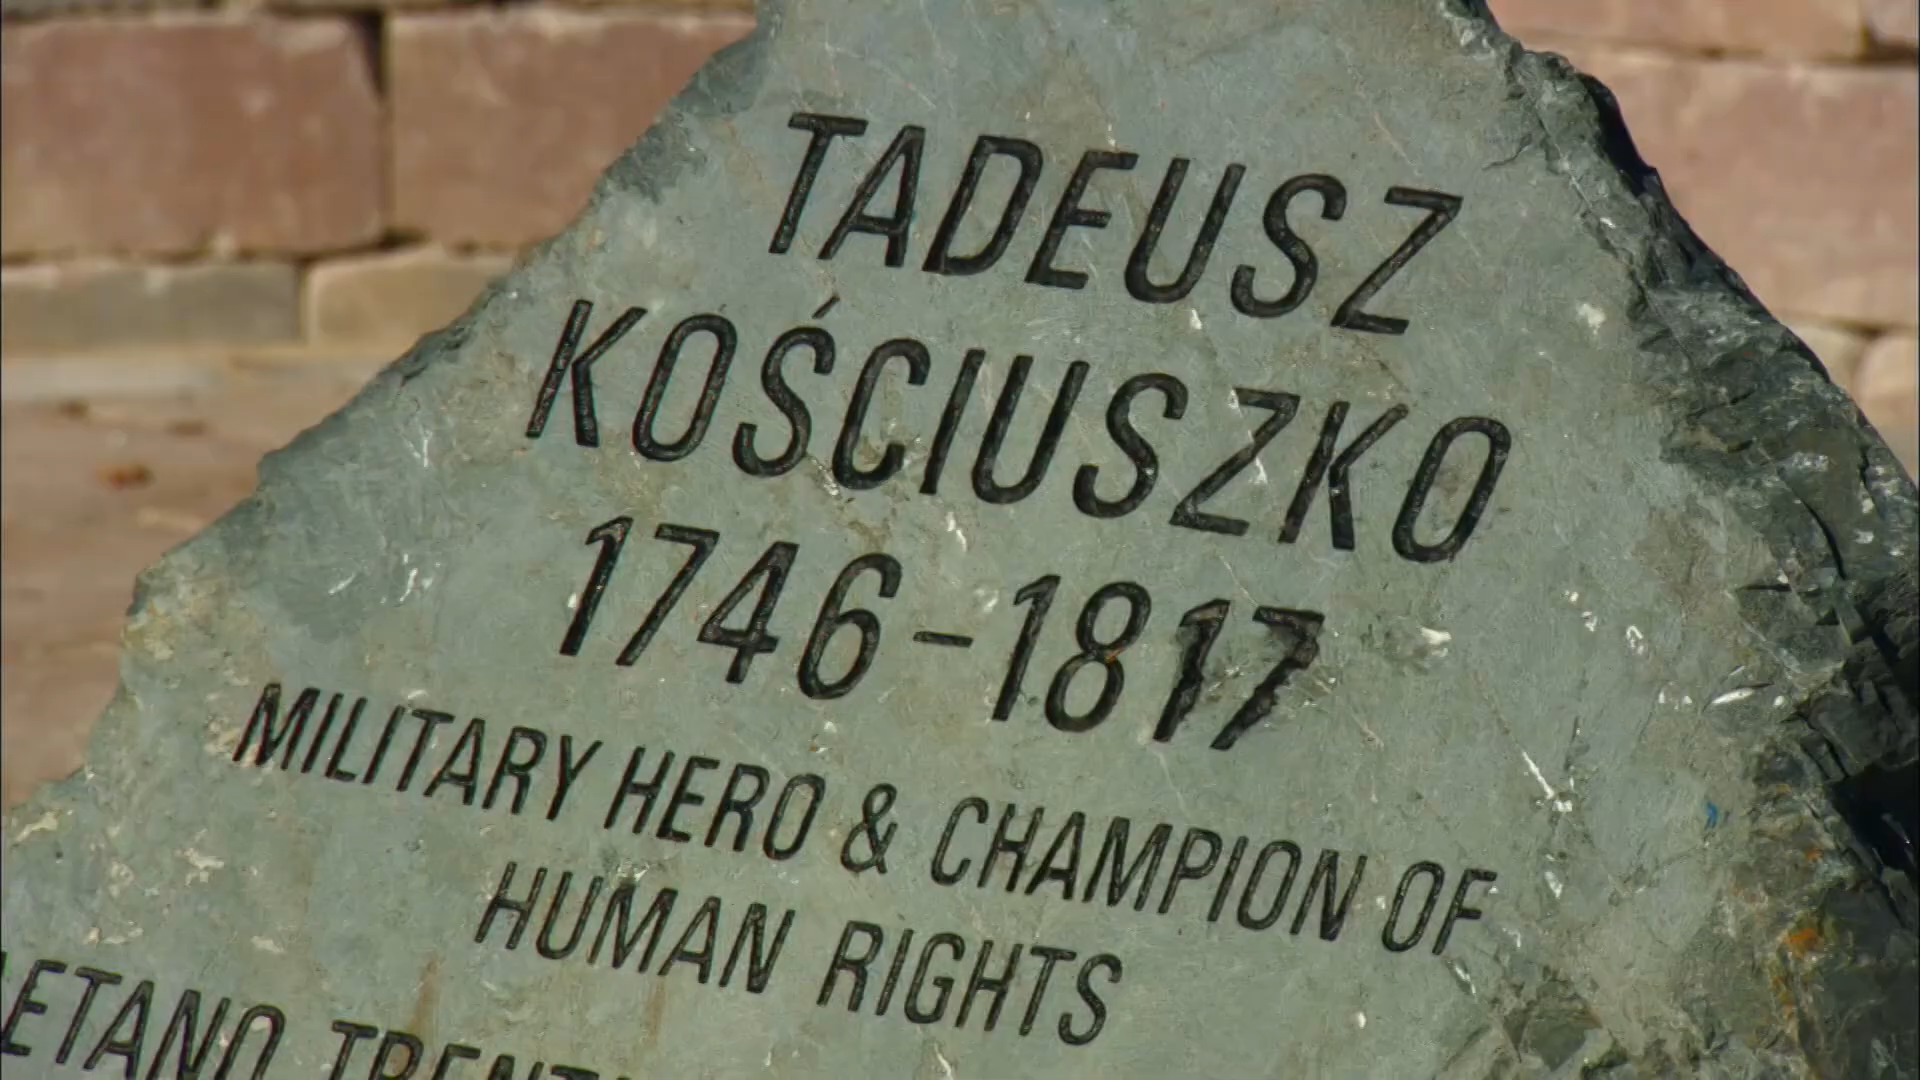 TADEUSZ
KOŚCIUSZKO
1746-1817
MILITARY HERO & CHAMPION OF
HUMAN RIGHTS